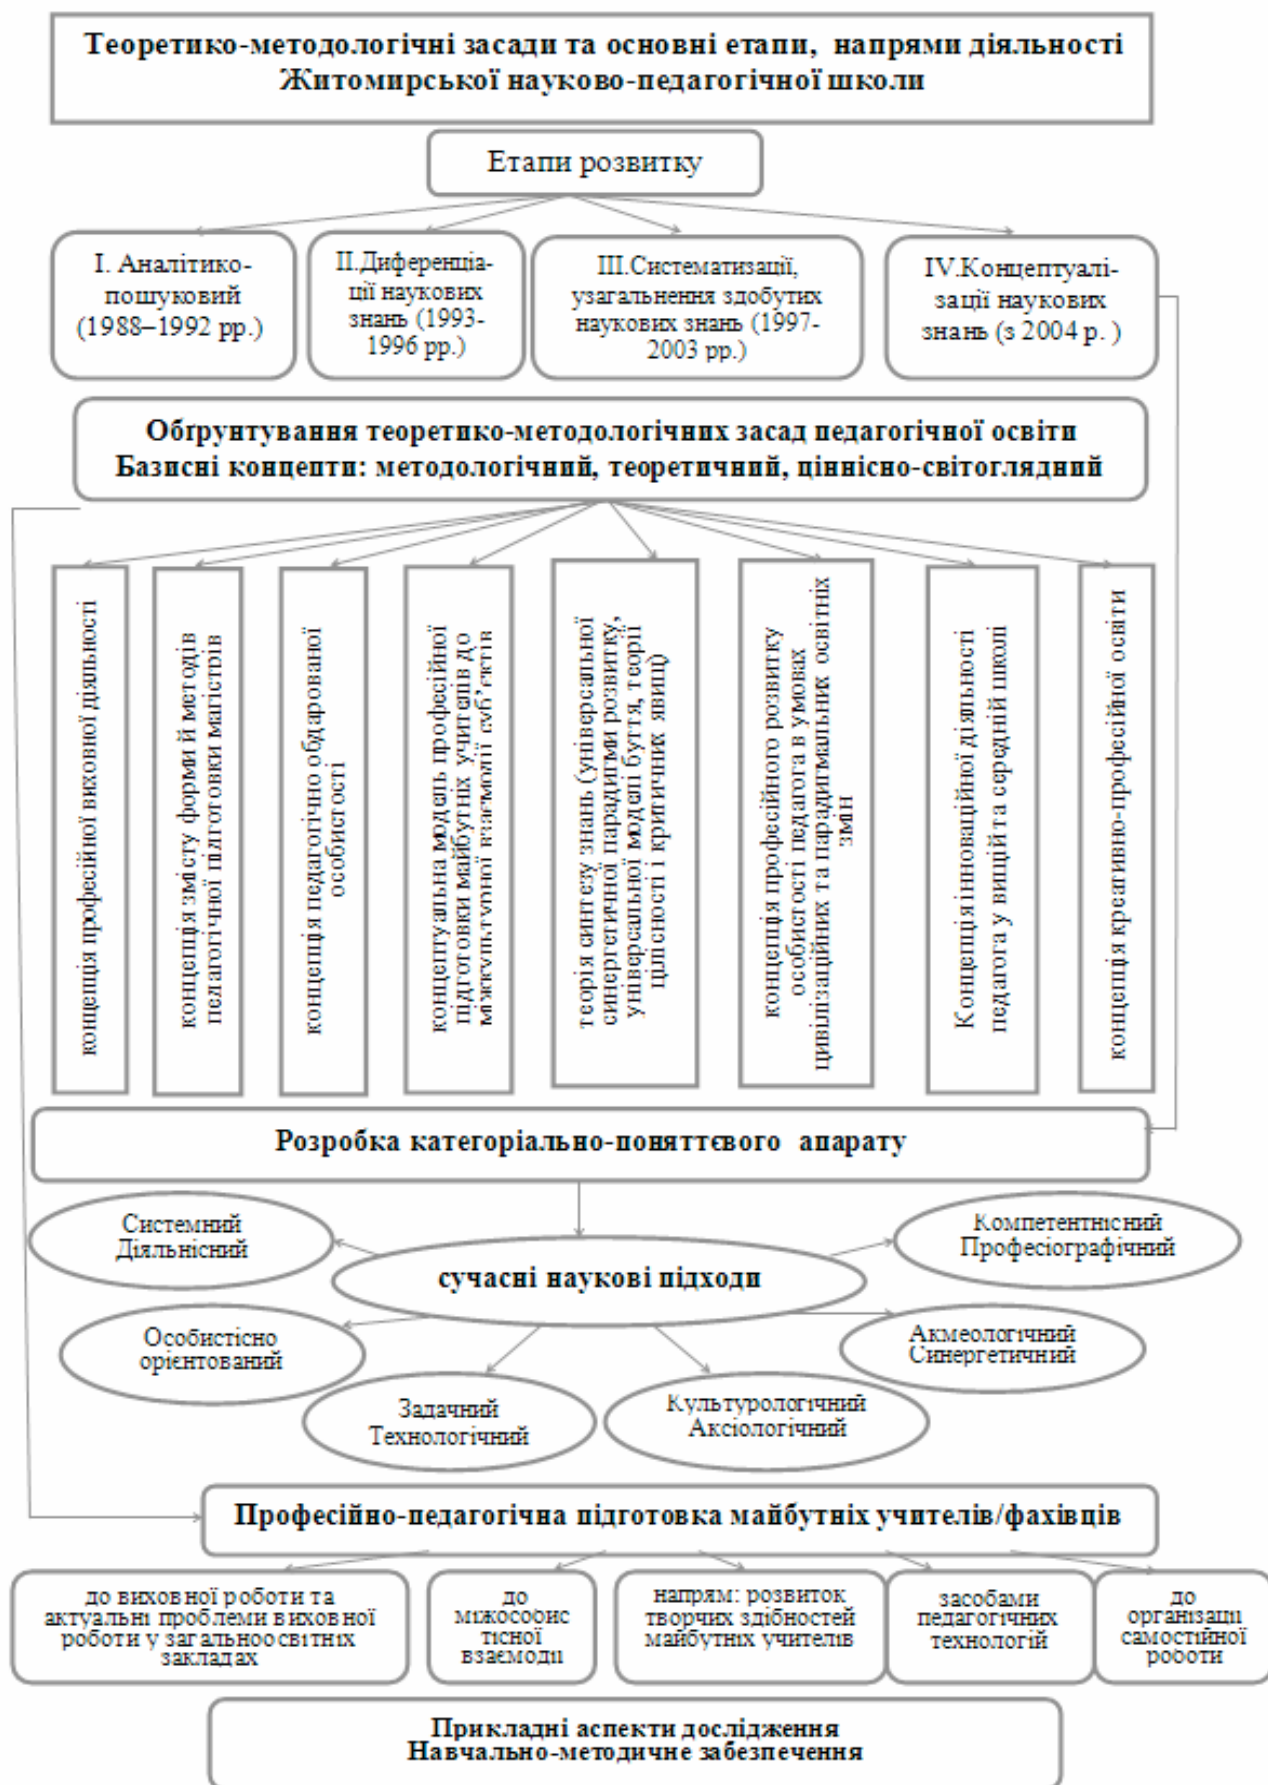 Теоретико-методологічні засади та основні етапи, напрями діяльності
Житомирської науково-педагогічної школи
Етапи розвитку
I. Аналітико-
пошуковий
(1988–1992 рр.)
II.Диференціа-
ції наукових
знань (1993-
1996 рр.)
III.Систематизації,
узагальнення здобутих
наукових знань (1997-
2003 рр.)
IV.Концептуалі-
зації наукових
знань (з 2004 р. )
Обґрунтування теоретико-методологічних засад педагогічної освіти
Базисні концепти: методологічний, теоретичний, ціннісно-світоглядний
концепція професійної виховної діяльності
концепція змісту форми й методів
педагогічної підготовки магістрів
концепція педагогічно обдарованої
особистості
концептуальна модель професійної
підготовки майбутніх учителів до
міжкультурної взаємодії суб’єктів
теорія синтезу знань (універсальної
синергетичної парадигми розвитку,
універсальної моделі буття, теорії
цілісності і критичних явищ)
концепція професійного розвитку
особистості педагога в умовах
цивілізаційних та парадигмальних освітніх
змін
Концепція інноваційної діяльності
педагога у вищій та середній школі
концепція креативно-професійної освіти
Розробка категоріально-поняттєвого апарату
Системний
Діяльнісний
Компетентнісний
Професіографічний
сучасні наукові підходи
Особистісно
орієнтований
Акмеологічний
Синергетичний
Задачний
Технологічний
Культурологічний
Аксіологічний
Професійно-педагогічна підготовка майбутніх учителів/фахівців
до виховної роботи та
актуальні проблеми виховної
роботи у загальноосвітніх
закладах
до
міжособис
тісної
взаємодії
напрям: розвиток
творчих здібностей
майбутніх учителів
засобами
педагогічних
технологій
до
організації
самостійної
роботи
Прикладні аспекти дослідження
Навчально-методичне забезпечення